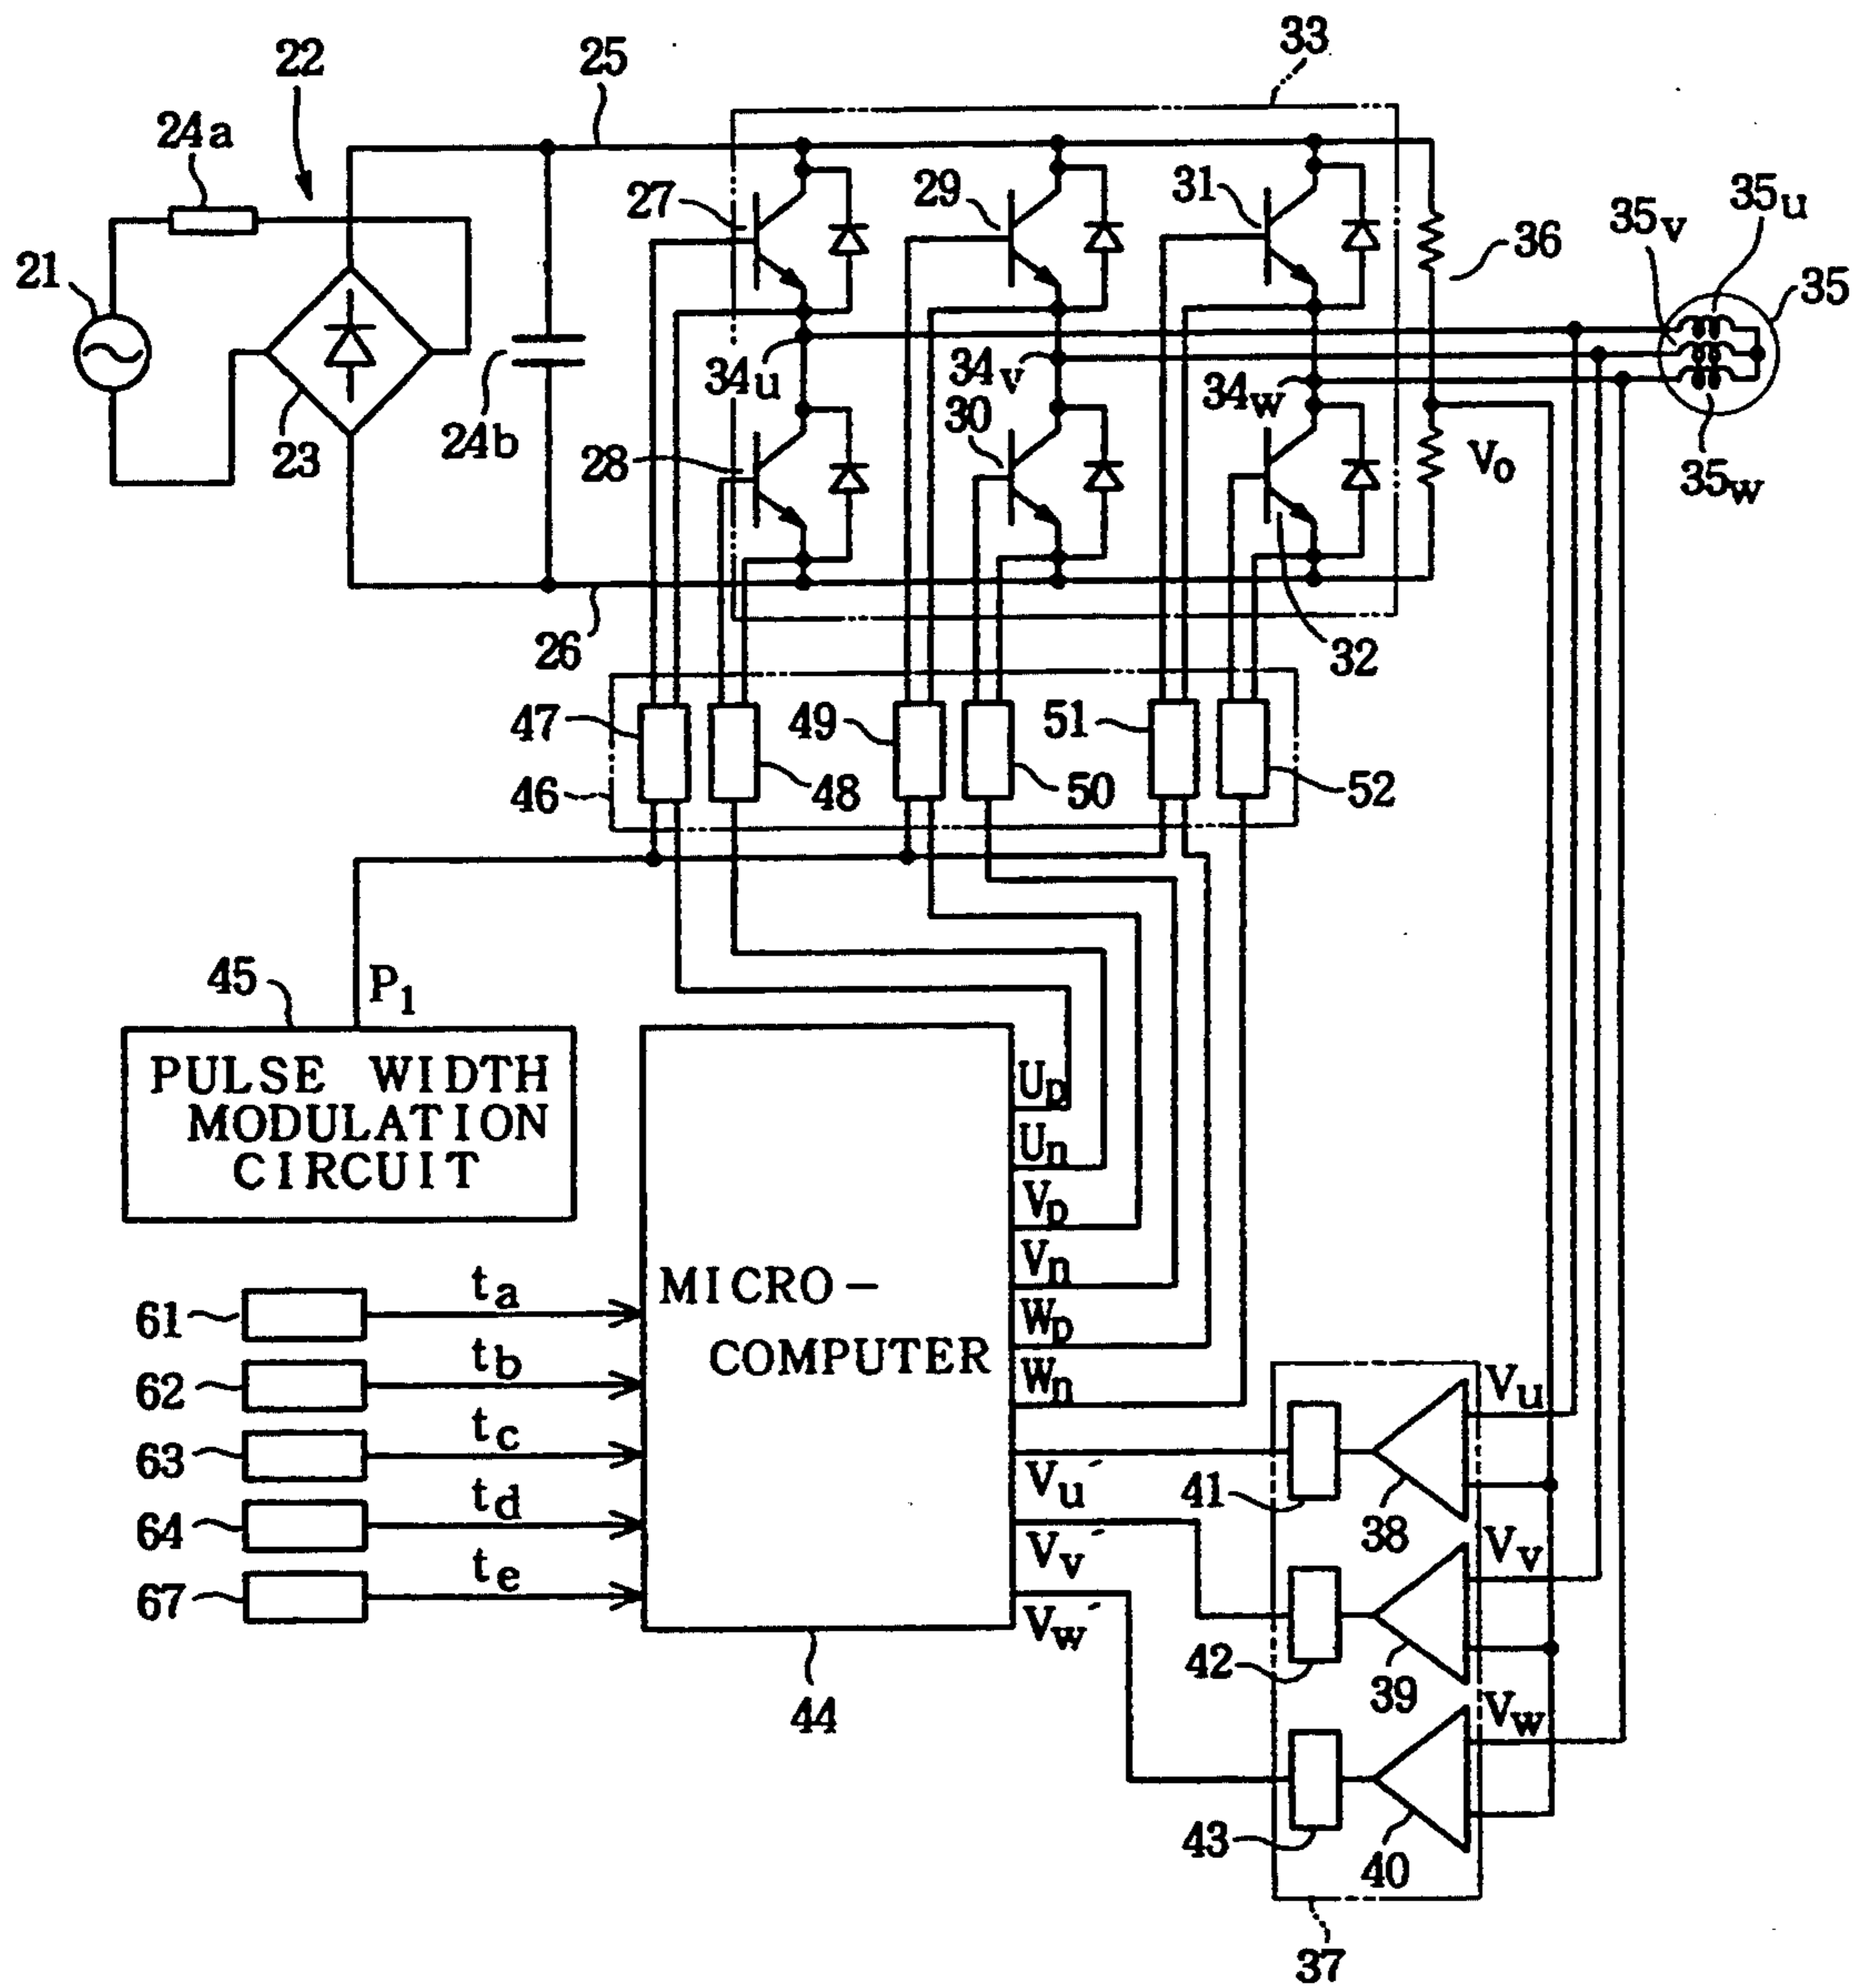 33
22
25
24a
27
29
31
35u
35v
36
35
21
34u
34v
34w
30
23
24b
28
V0
35w
26
32
47
49
51
46
48
50
52
45
P1
PULSE WIDTH
MODULATION
CIRCUIT
Up
Un
Vp
Vn
Wp
Wn
MICRO-
COMPUTER
61
ta
62
tb
63
tc
64
td
67
te
Vu
41
38
Vu´
Vv
Vv´
42
39
Vw´
Vw
44
43
40
37